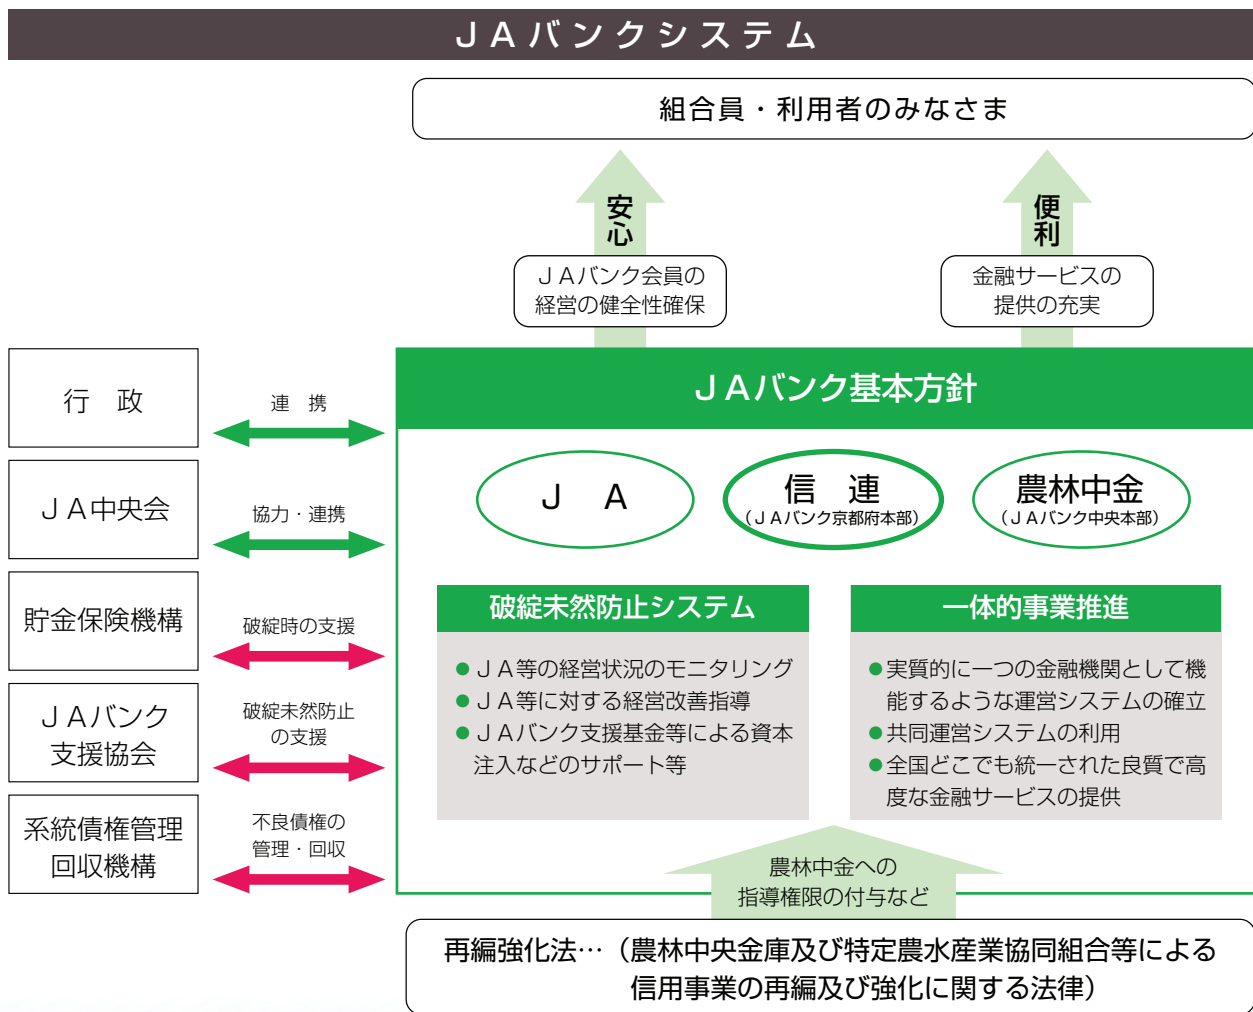 JAバンクシステム
組合員・利用者のみなさま
安心
便利
JAバンク会員の
経営の健全性確保
金融サービスの
提供の充実
行 政
連 携
JA中央会
協力・連携
貯金保険機構
破綻時の支援
JAバンク
支援協会
破綻未然防止
の支援
系統債権管理
回収機構
不良債権の
管理・回収
JAバンク基本方針
J A
信 連
(JAバンク京都府本部)
農林中金
(JAバンク中央本部)
破綻未然防止システム
●JA等の経営状況のモニタリング
●JA等に対する経営改善指導
●JAバンク支援基金等による資本
注入などのサポート等
一体的事業推進
●実質的に一つの金融機関として機
能するような運営システムの確立
●共同運営システムの利用
●全国どこでも統一された良質で高
度な金融サービスの提供
農林中金への
指導権限の付与など
再編強化法…(農林中央金庫及び特定農水産業協同組合等による
信用事業の再編及び強化に関する法律)